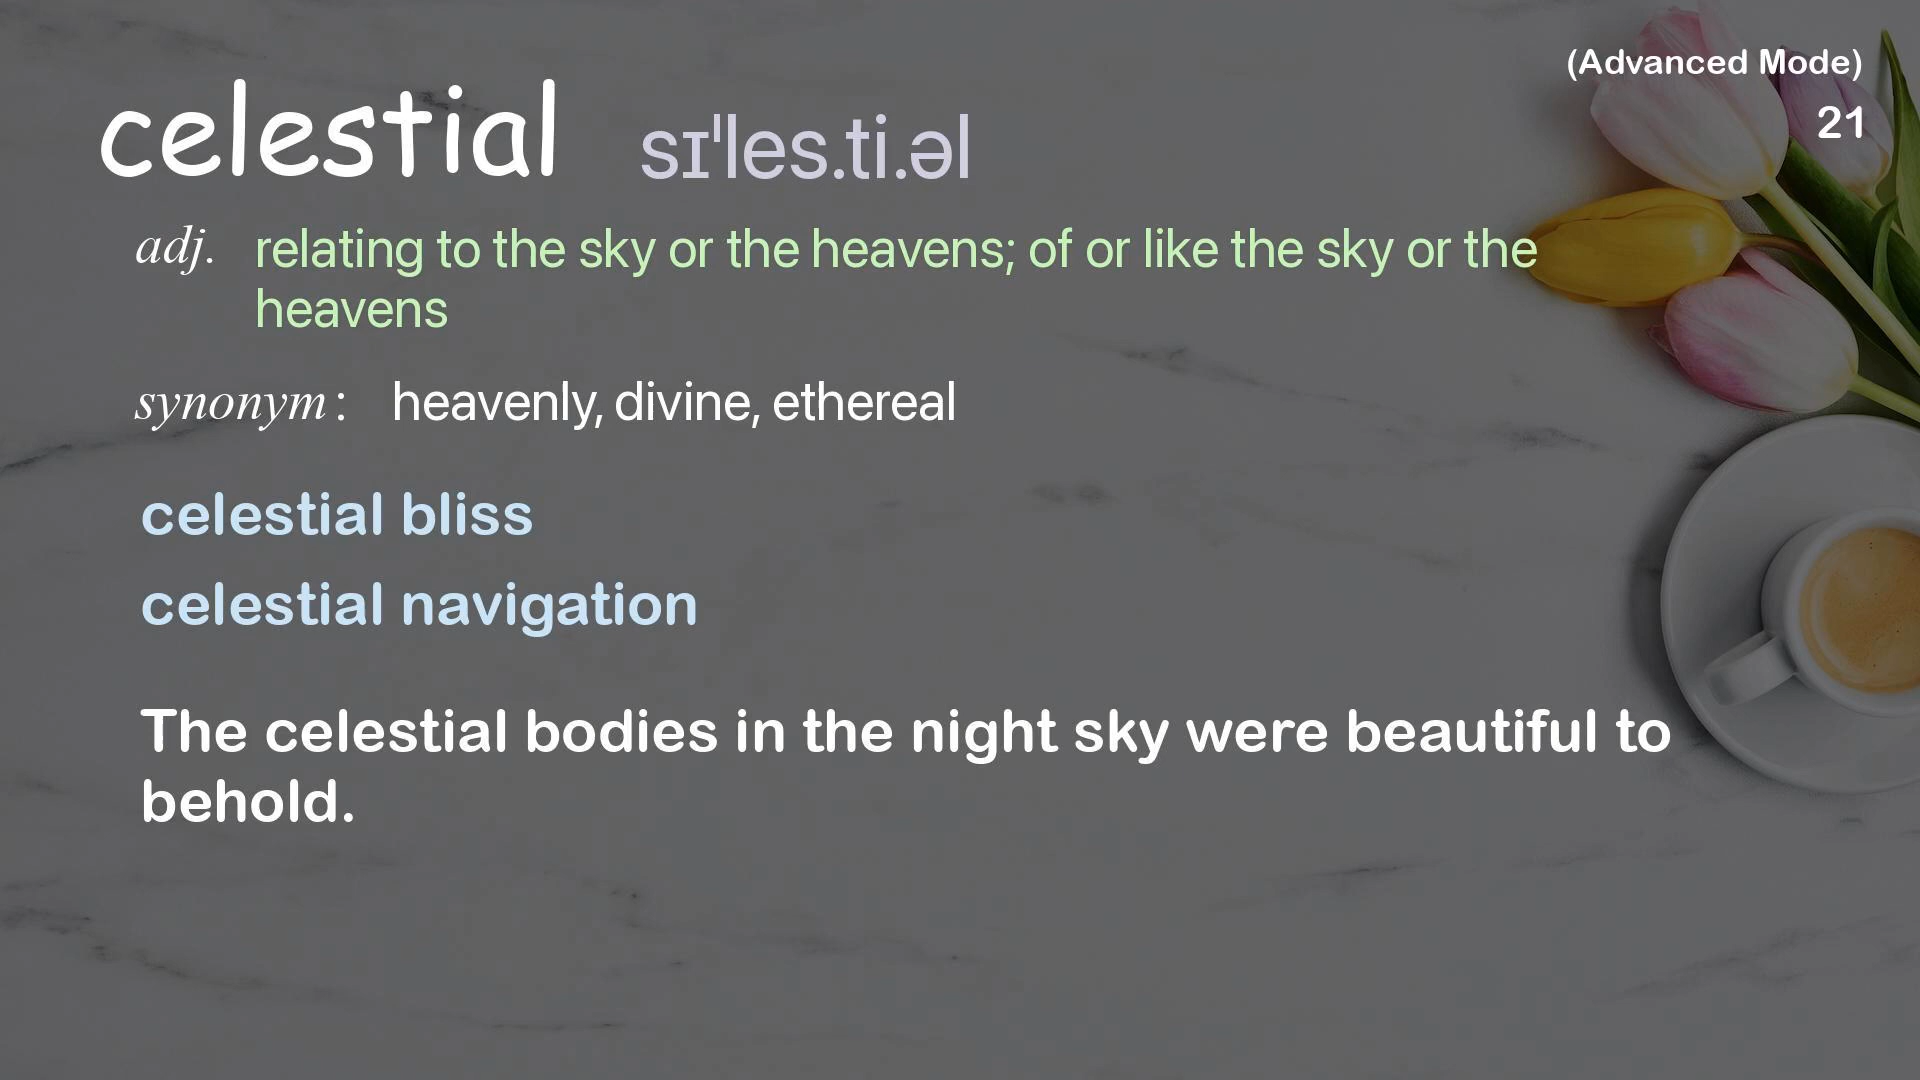 (Advanced Mode)
21
celestial sɪˈles.ti.əl
adj. relating to the sky or the heavens; of or like the sky or the
heavens
synonym: heavenly, divine, ethereal
celestial bliss
celestial navigation
The celestial bodies in the night sky were beautiful to
behold.